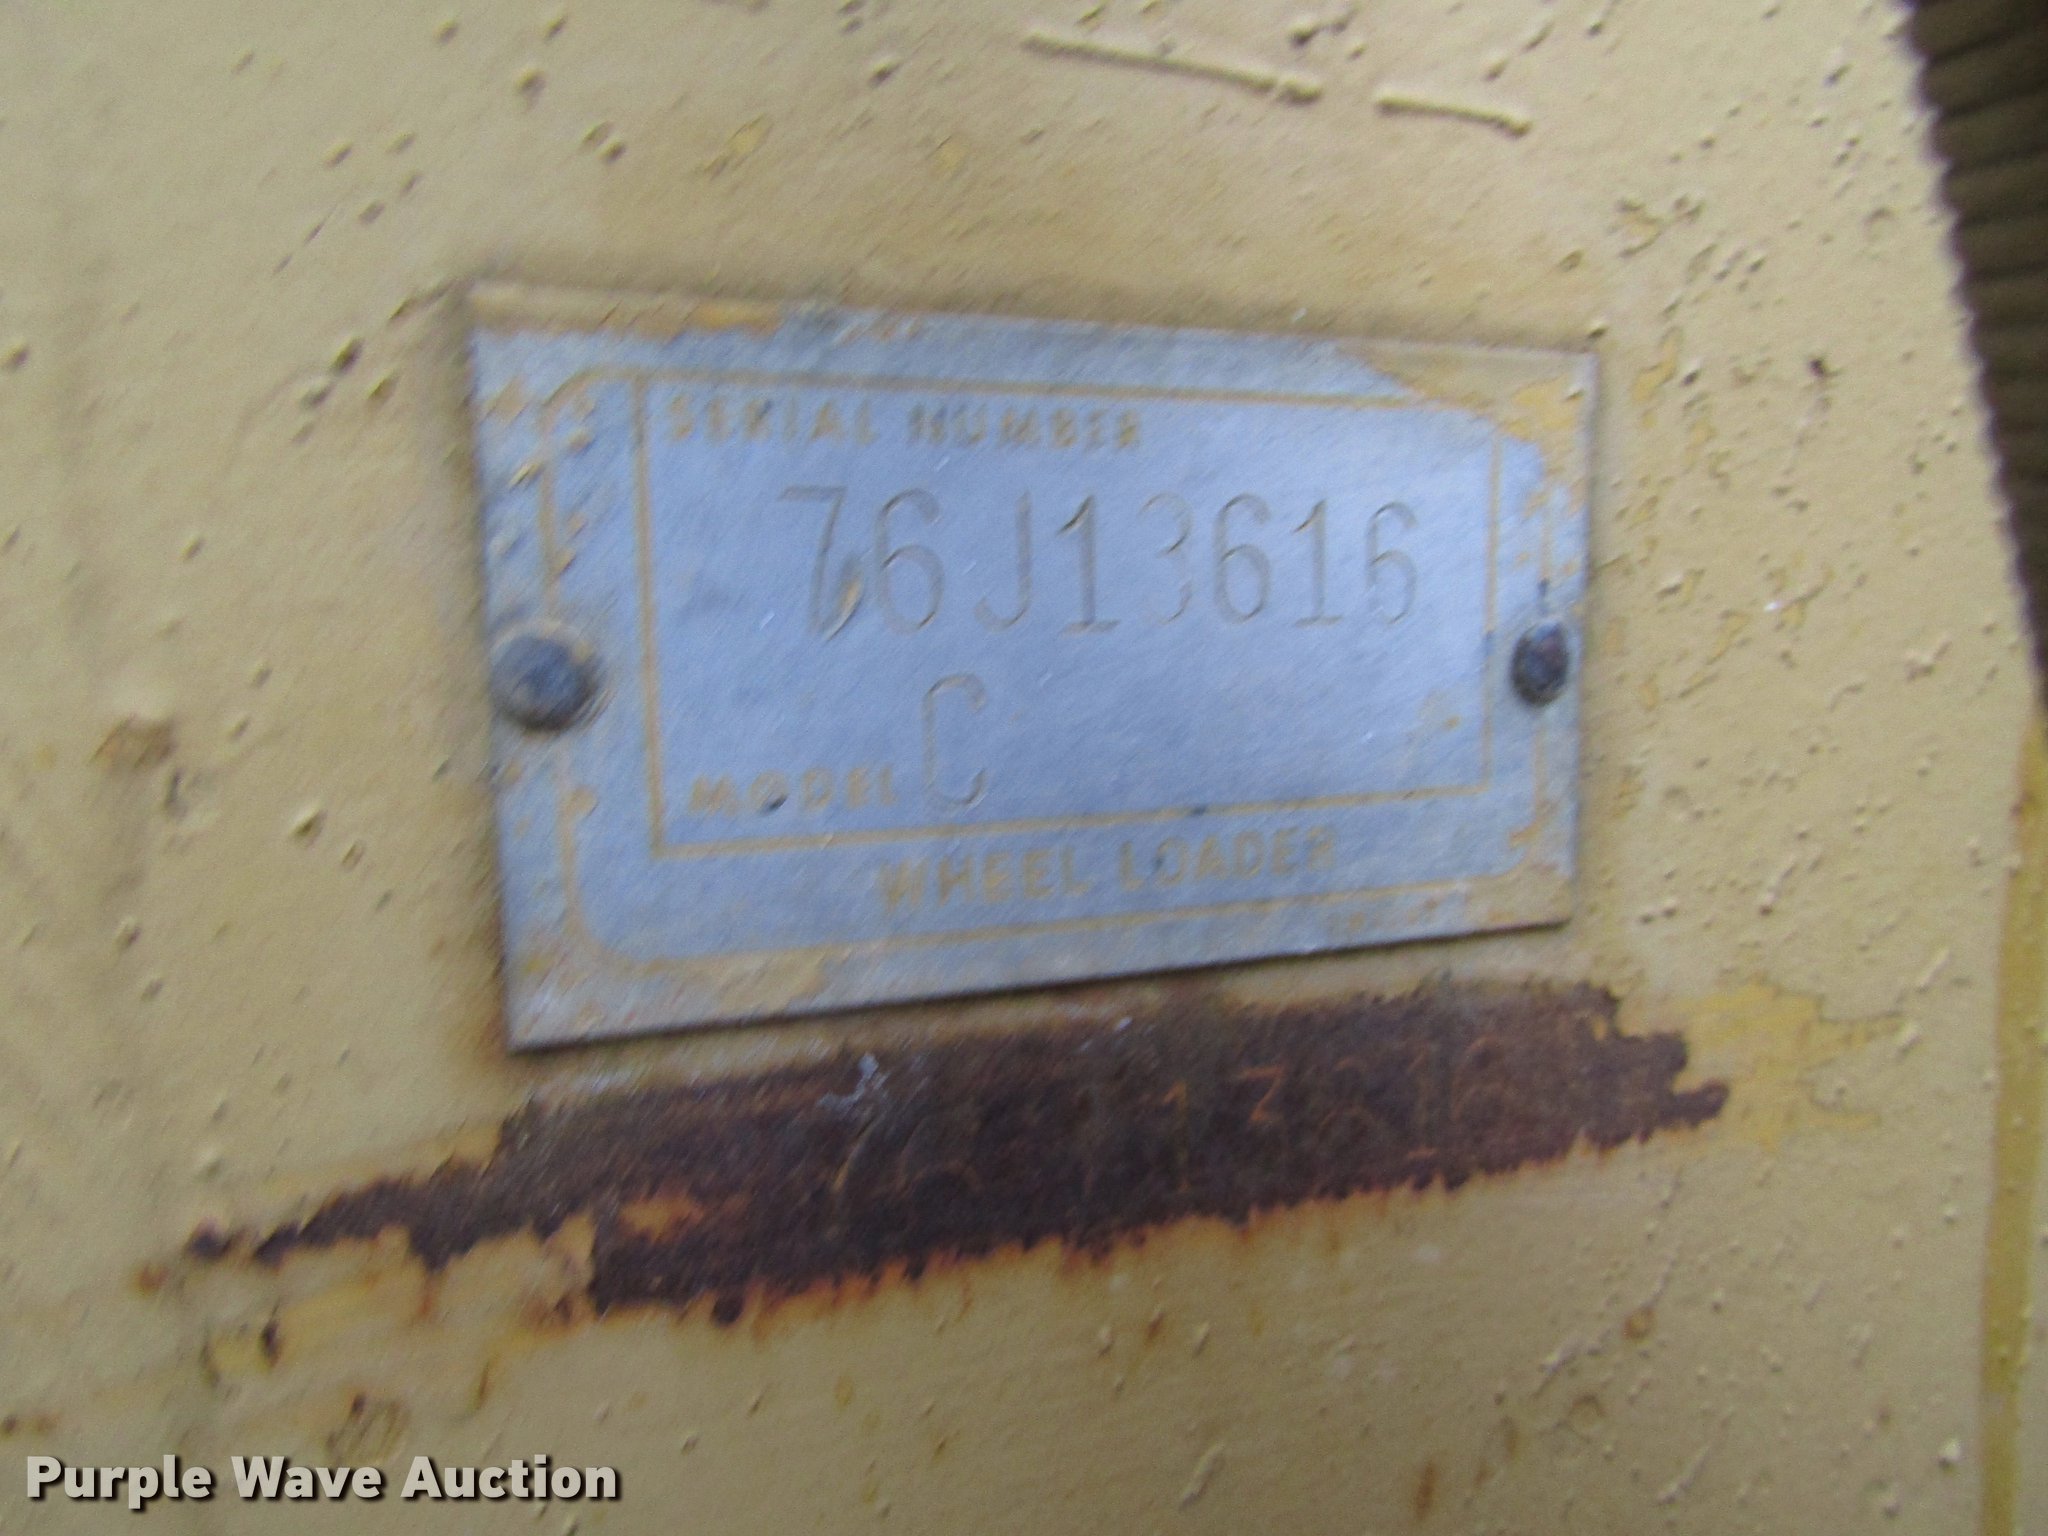 SERIAL NUMBER
76J13616
MODEL C
WHEEL LOADER
Purple Wave Auction